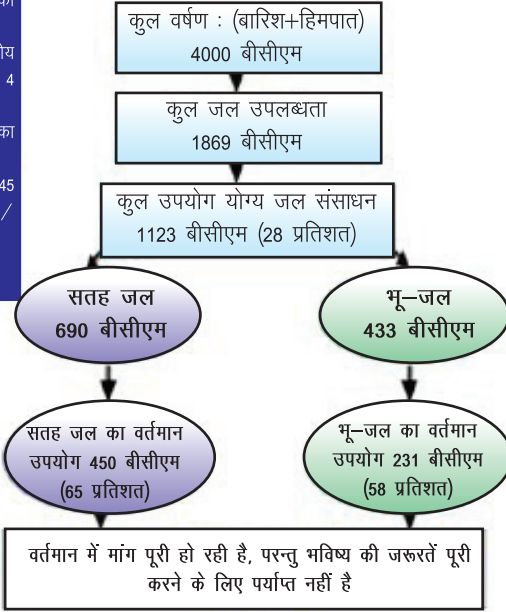 का
ोय
4
का
45
/
कुल वर्षण : (बारिश+हिमपात)
4000 बीसीएम
कुल जल उपलब्धता
1869 बीसीएम
कुल उपयोग योग्य जल संसाधन
1123 बीसीएम (28 प्रतिशत)
सतह जल
690 बीसीएम
भू–जल
433 बीसीएम
सतह जल का वर्तमान
उपयोग 450 बीसीएम
(65 प्रतिशत)
भू–जल का वर्तमान
उपयोग 231 बीसीएम
(58 प्रतिशत)
वर्तमान में मांग पूरी हो रही है, परन्तु भविष्य की जरूरतें पूरी
करने के लिए पर्याप्त नहीं है